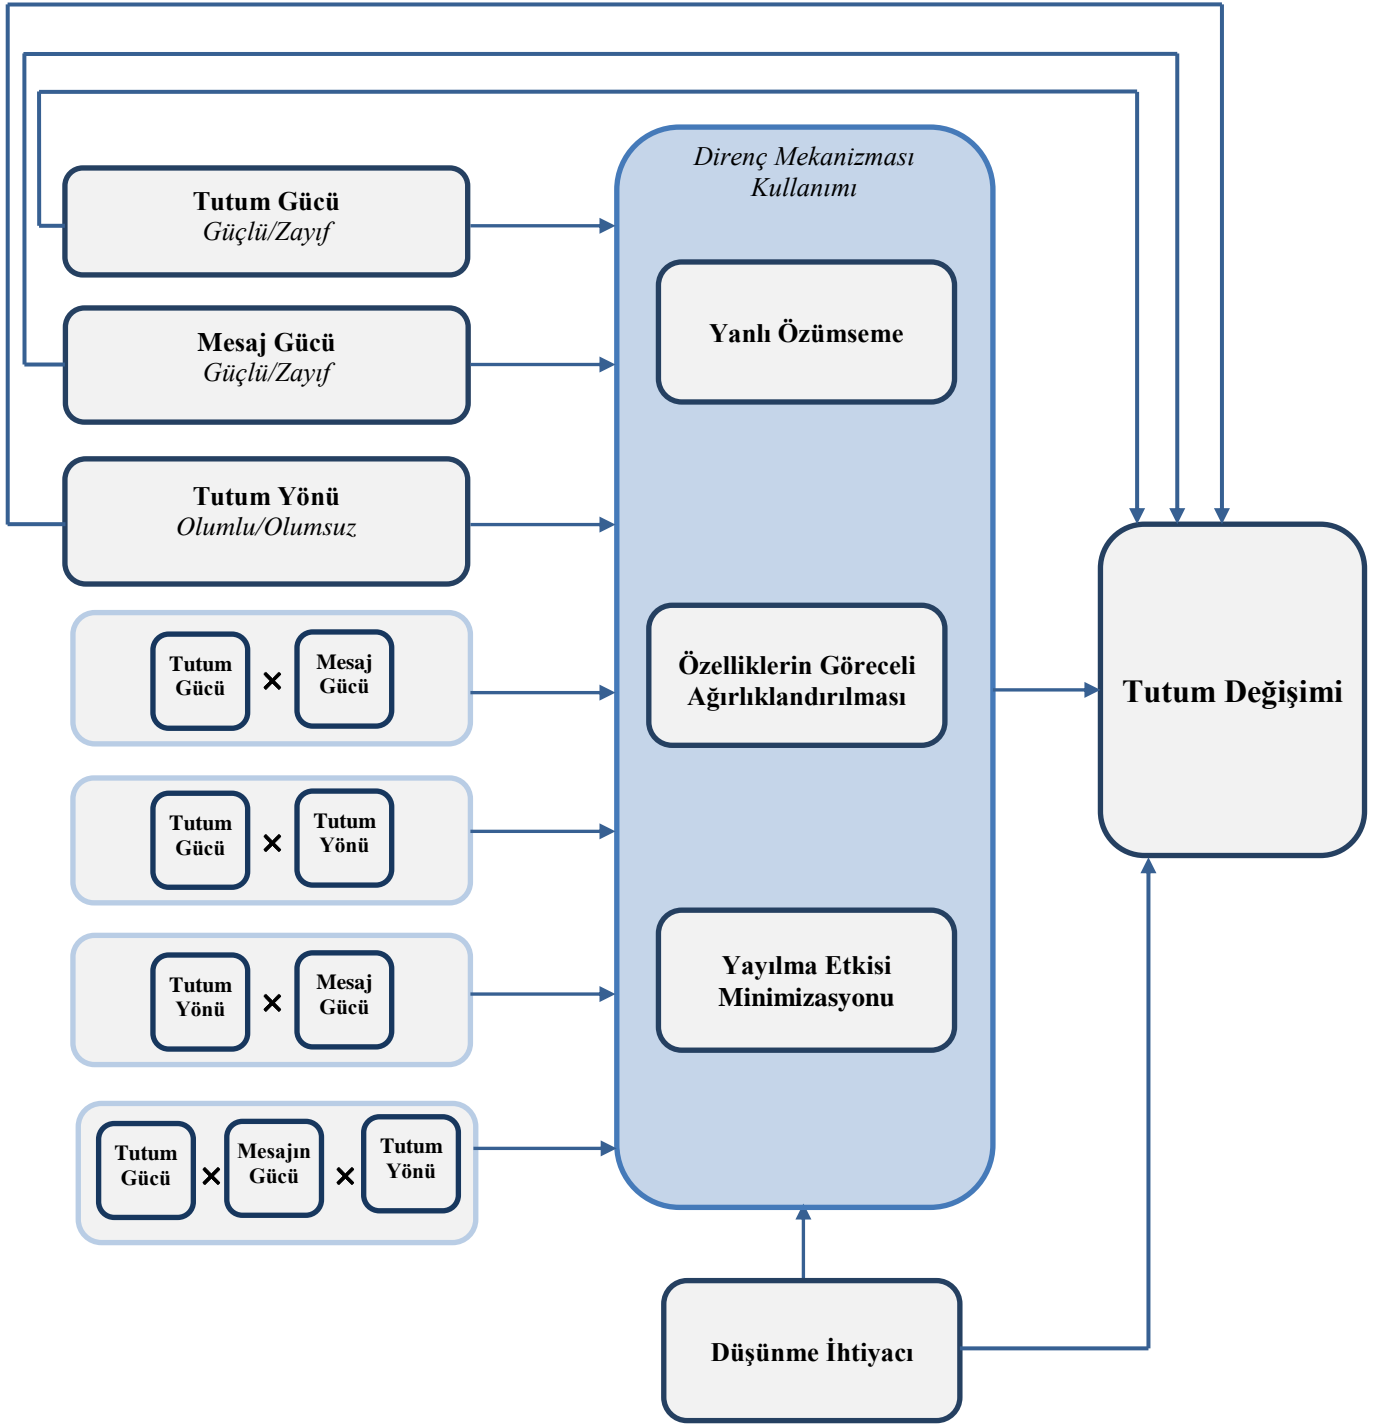 Direnç Mekanizması
Kullanımı
Tutum Gücü
Güçlü/Zayıf
Mesaj Gücü
Güçlü/Zayıf
Tutum Yönü
Olumlu/Olumsuz
Tutum
Gücü
×
Mesaj
Gücü
Tutum
Gücü
×
Tutum
Yönü
Tutum
Yönü
×
Mesaj
Gücü
Tutum
Gücü
×
Mesajın
Gücü
×
Tutum
Yönü
Yanlı Özümseme
Özelliklerin Göreceli
Ağırlıklandırılması
Yayılma Etkisi
Minimizasyonu
Tutum Değişimi
Düşünme İhtiyacı